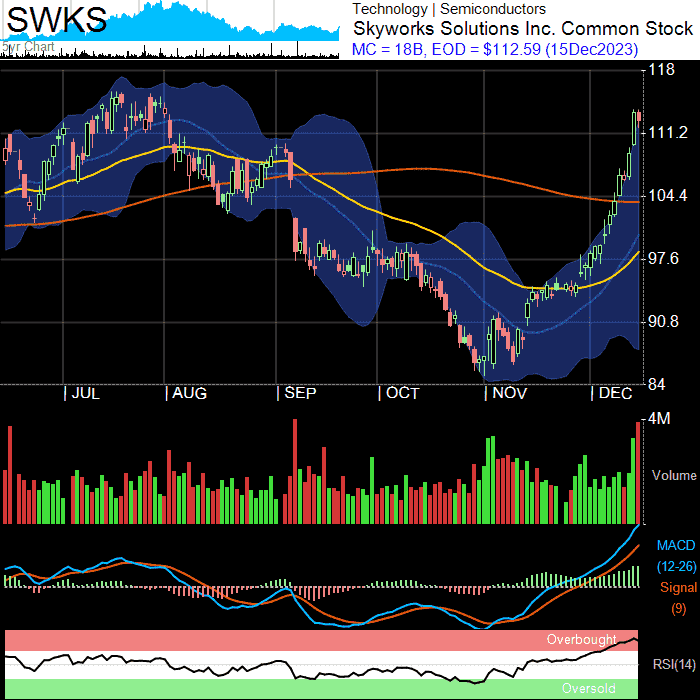 SWKS
5yr Chart
Technology | Semiconductors
Skyworks Solutions Inc. Common Stock
MC = 18B, EOD = $112.59 (15Dec2023)
118
111.2
104.4
97.6
90.8
84
JUL AUG SEP OCT NOV DEC
4M
Volume
MACD
(12-26)
Signal
(9)
Overbought
RSI(14)
Oversold